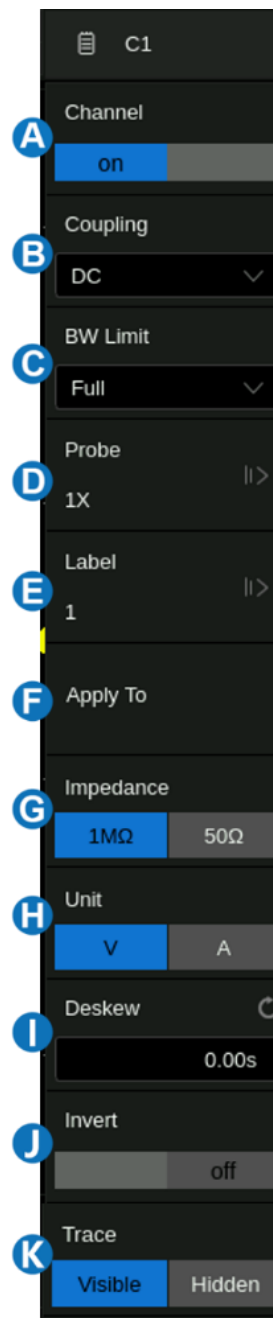 C1
Channel
A
on
Coupling
B
DC
BW Limit
C
Full
Probe
D
1X
Label
E
1
F Apply To
Impedance
G
1MΩ 50Ω
Unit
H
V A
Deskew
I
0.00s
Invert
J
off
Trace
K
Visible Hidden